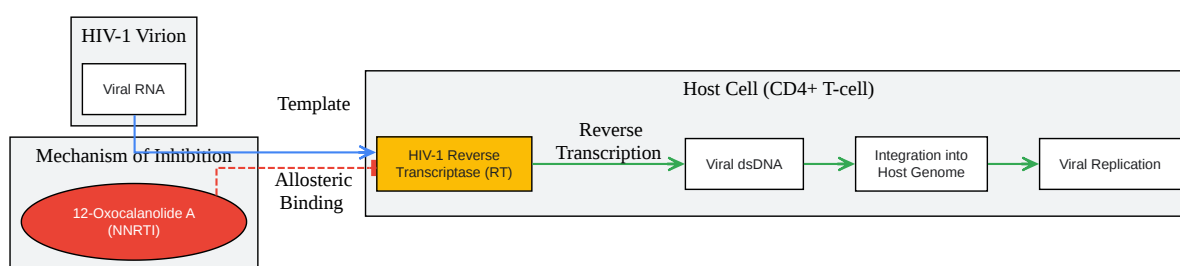 HIV-1 Virion
Viral RNA
Mechanism of Inhibition
12-Oxocalanolide A
(NNRTI)
Template
Allosteric
Binding
Host Cell (CD4+ T-cell)
HIV-1 Reverse
Transcriptase (RT)
Reverse
Transcription
Viral dsDNA
Integration into
Host Genome
Viral Replication